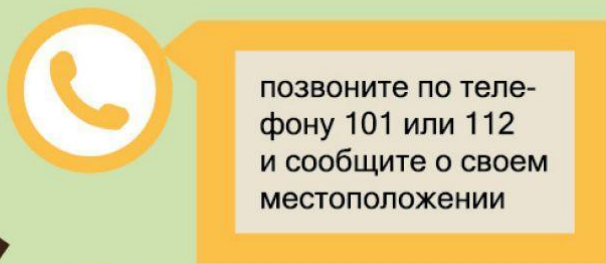 позвоните по теле-
фону 101 или 112
и сообщите о своем
местоположении